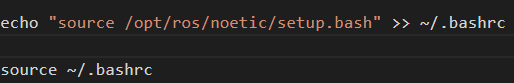 echo "source /opt/ros/noetic/setup.bash" >> ~/.bashrc
source ~/.bashrc